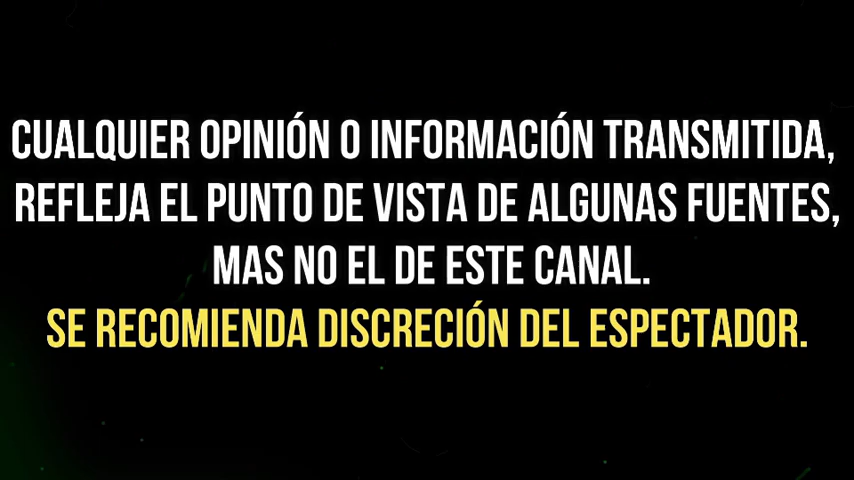 CUALQUIER OPINIÓN O INFORMACIÓN TRANSMITIDA,
REFLEJA EL PUNTO DE VISTA DE ALGUNAS FUENTES,
MAS NO EL DE ESTE CANAL.
SE RECOMIENDA DISCRECIÓN DEL ESPECTADOR.